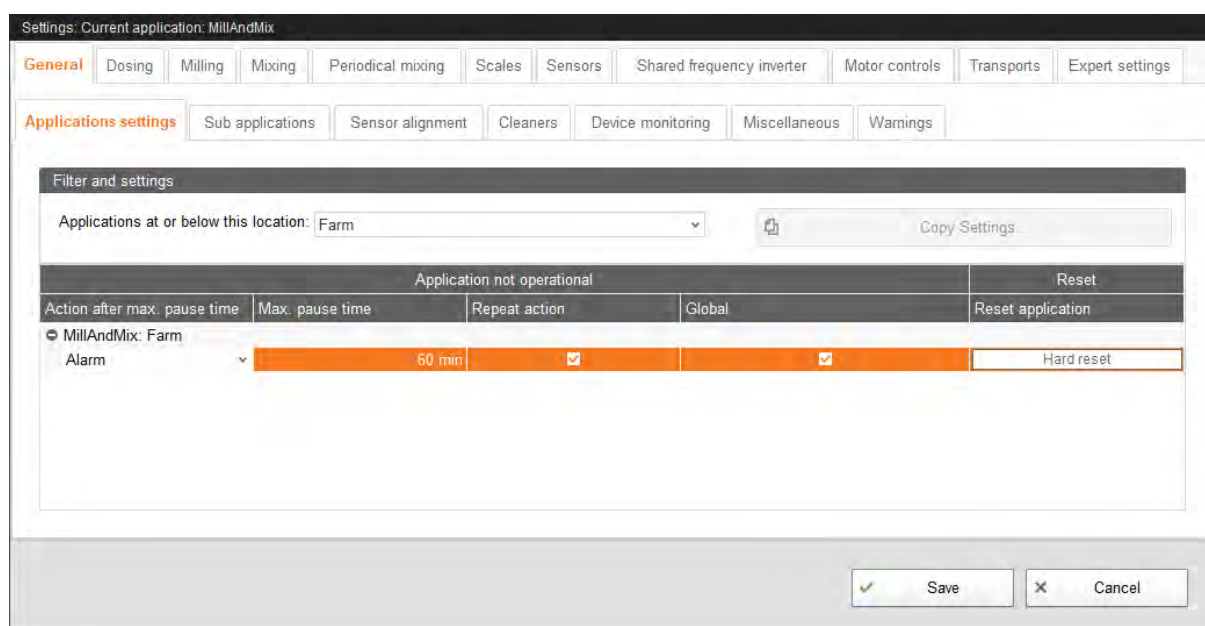 Settings: Current application: MillAndMix
General Dosing Milling Mixing Periodical mixing Scales Sensors Shared frequency inverter Motor controls Transports Expert settings
Applications settings Sub applications Sensor alignment Cleaners Device monitoring Miscellaneous Warnings
Filter and settings
Applications at or below this location: Farm Copy Settings...
Application not operational Reset
Action after max. pause time Max. pause time Repeat action Global Reset application
MillAndMix: Farm
Alarm 60 min Hard reset
Save Cancel